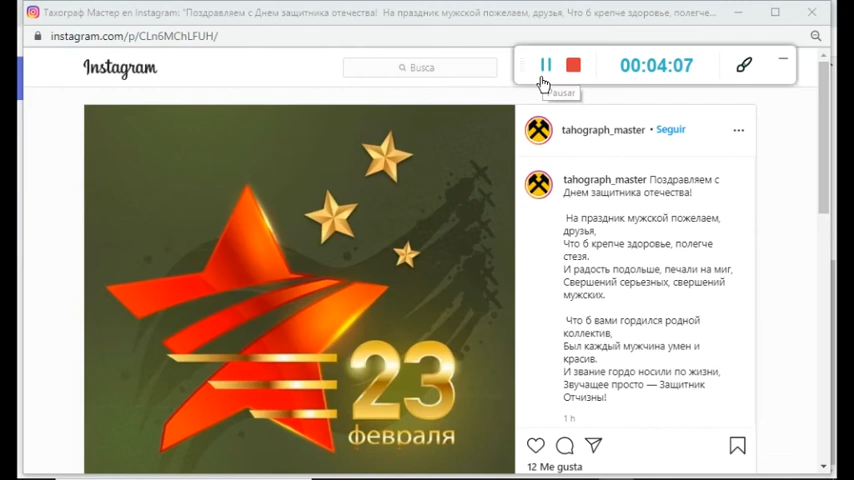 Тахограф Мастер en Instagram: "Поздравляем с Днем защитника отечества! На праздник мужской пожелаем, друзья, Что б крепче здоровье, полегче...
instagram.com/p/CLn6MChLFUH/
Instagram
Busca
00:04:07
Pausar
tahograph_master • Seguir
tahograph_master Поздравляем с
Днем защитника отечества!
На праздник мужской пожелаем,
друзья,
Что б крепче здоровье, полегче
стезя.
И радость подольше, печали на миг,
Свершений серьезных, свершений
мужских.
Что б вами гордился родной
коллектив,
Был каждый мужчина умен и
красив.
И звание гордо носили по жизни,
Звучащее просто — Защитник
Отчизны!
1 h
12 Me gusta
23
февраля